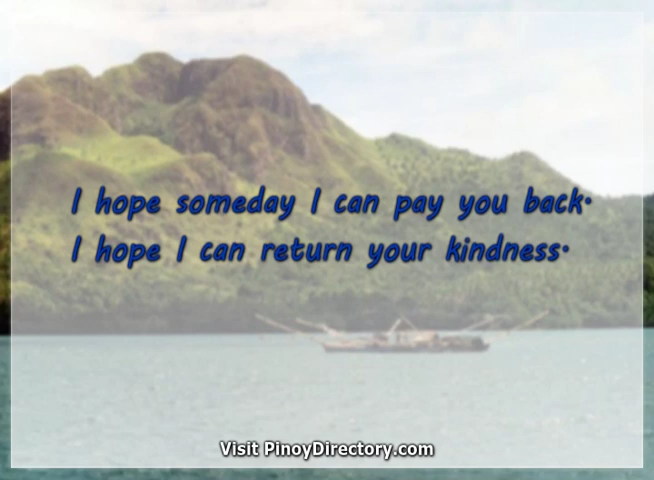 I hope someday I can pay you back.
I hope I can return your kindness.
Visit PinoyDirectory.com